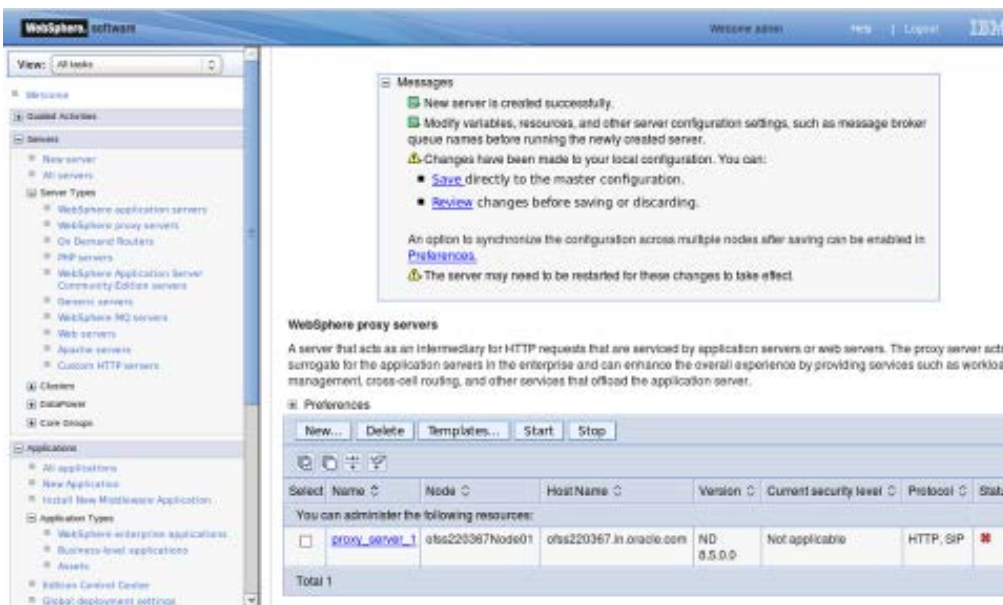 WebSphere. software
Welcome admin
Help | Logout
IBM
View: All tasks
Welcome
Guided Activities
Servers
New server
All servers
Server Types
WebSphere application servers
WebSphere proxy servers
On Demand Routers
PHP servers
WebSphere Application Server
Community Edition servers
Generic servers
WebSphere MQ servers
Web servers
Apache servers
Custom HTTP servers
Clusters
DataPower
Core Groups
Applications
All applications
New Application
Install New Middleware Application
Application Types
WebSphere enterprise applications
Business-level applications
Assets
Edition Control Center
Global deployment settings
Messages
New server is created successfully.
Modify variables, resources, and other server configuration settings, such as message broker
queue names before running the newly created server.
Changes have been made to your local configuration. You can:
Save directly to the master configuration.
Review changes before saving or discarding.
An option to synchronize the configuration across multiple nodes after saving can be enabled in
Preferences.
The server may need to be restarted for these changes to take effect.
WebSphere proxy servers
A server that acts as an intermediary for HTTP requests that are serviced by application servers or web servers. The proxy server acts
surrogate for the application servers in the enterprise and can enhance the overall experience by providing services such as workloa
management, cross-cell routing, and other services that offload the application server.
Preferences
New... Delete Templates... Start Stop
Select Name Node Host Name Version Current security level Protocol Statu
You can administer the following resources:
proxy_server_1 ofss220367Node01 ofss220367.in.oracle.com ND Not applicable HTTP, SIP
8.5.0.0
Total 1